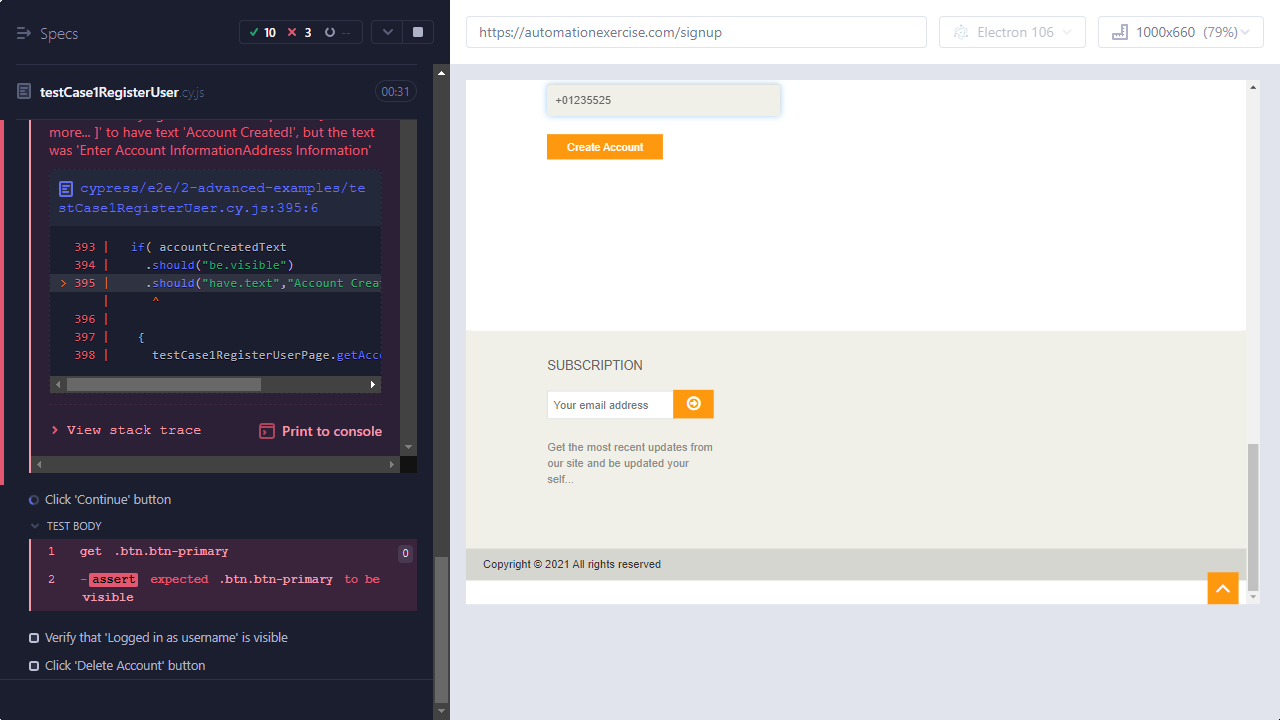 Specs
10
3
--
testCase1RegisterUser.cy.js
00:31
more... ]' to have text 'Account Created!', but the text
was 'Enter Account InformationAddress Information'
cypress/e2e/2-advanced-examples/te
stCase1RegisterUser.cy.js:395:6
393 | if( accountCreatedText
394 | .should("be.visible")
> 395 | .should("have.text","Account Crea
| ^
396 |
397 | {
398 | testCase1RegisterUserPage.getAcc
View stack trace
Print to console
Click 'Continue' button
TEST BODY
1 get .btn.btn-primary 0
2 -assert expected .btn.btn-primary to be
visible
Verify that 'Logged in as username' is visible
Click 'Delete Account' button
https://automationexercise.com/signup
Electron 106
1000x660 (79%)
+01235525
Create Account
SUBSCRIPTION
Your email address
Get the most recent updates from
our site and be updated your
self...
Copyright © 2021 All rights reserved